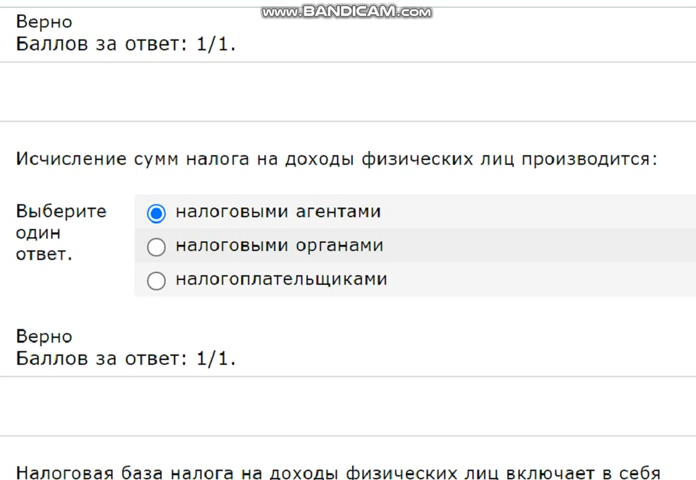 www.BANDICAM.com
Верно
Баллов за ответ: 1/1.
Исчисление сумм налога на доходы физических лиц производится:
Выберите
один
ответ.
налоговыми агентами
налоговыми органами
налогоплательщиками
Верно
Баллов за ответ: 1/1.
Налоговая база налога на доходы физических лиц включает в себя